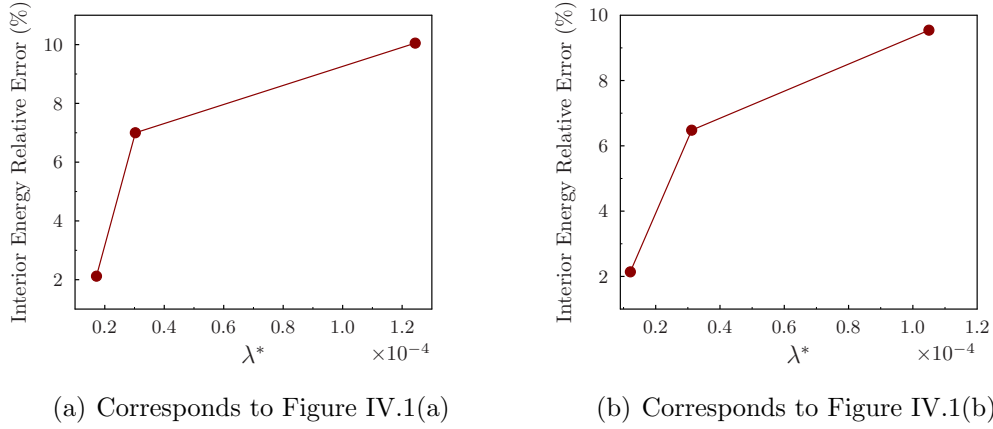 Interior Energy Relative Error (%)
10
8
6
4
2
0.2 0.4 0.6 0.8 1.0 1.2
λ* ×10⁻⁴
(a) Corresponds to Figure IV.1(a)
Interior Energy Relative Error (%)
10
8
6
4
2
0.2 0.4 0.6 0.8 1.0 1.2
λ* ×10⁻⁴
(b) Corresponds to Figure IV.1(b)